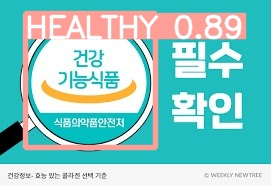 HEALTHY 0.89
건강
기능식품
식품의약품안전처
필수
확인
건강정보- 효능 있는 콜라겐 선택 기준
© WEEKLY NEWTREE